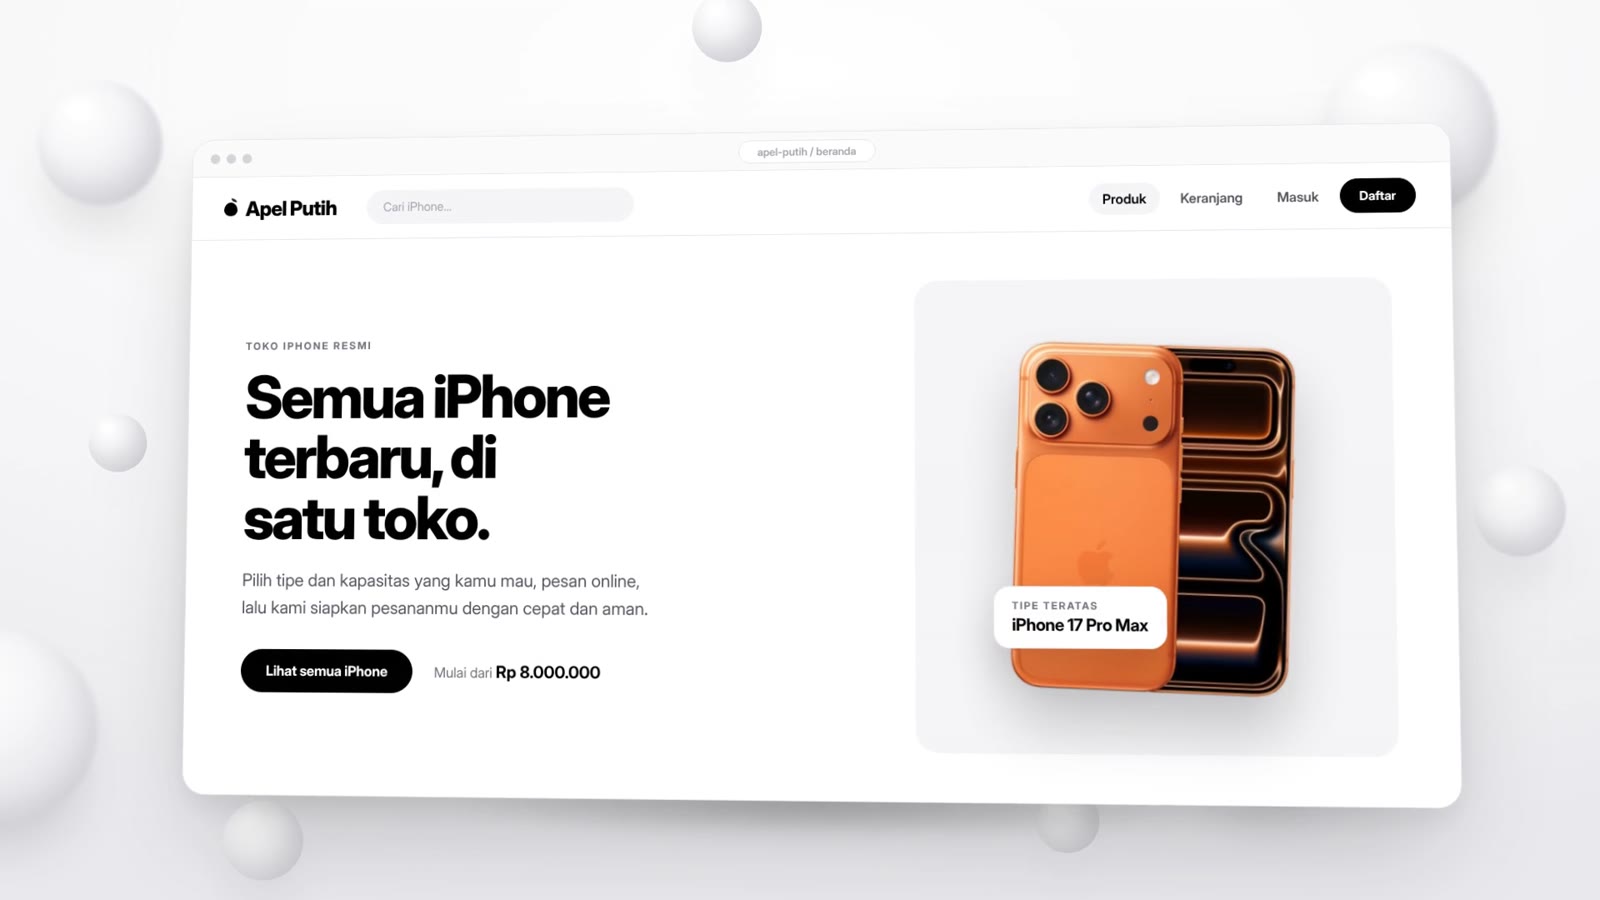 apel-putih / beranda
Apel Putih
Cari iPhone...
Produk
Keranjang
Masuk
Daftar
TOKO IPHONE RESMI
Semua iPhone
terbaru, di
satu toko.
Pilih tipe dan kapasitas yang kamu mau, pesan online,
lalu kami siapkan pesananmu dengan cepat dan aman.
Lihat semua iPhone
Mulai dari Rp 8.000.000
TIPE TERATAS
iPhone 17 Pro Max